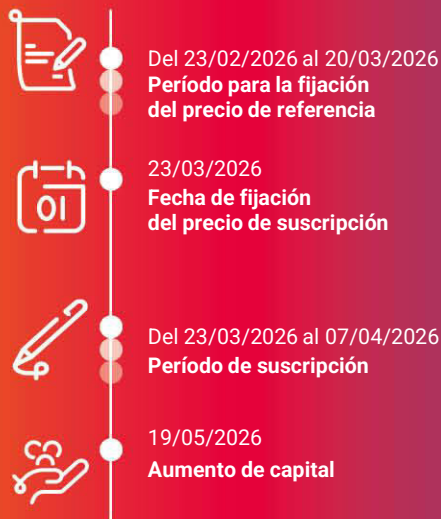 Del 23/02/2026 al 20/03/2026
Período para la fijación
del precio de referencia
01
23/03/2026
Fecha de fijación
del precio de suscripción
Del 23/03/2026 al 07/04/2026
Período de suscripción
19/05/2026
Aumento de capital